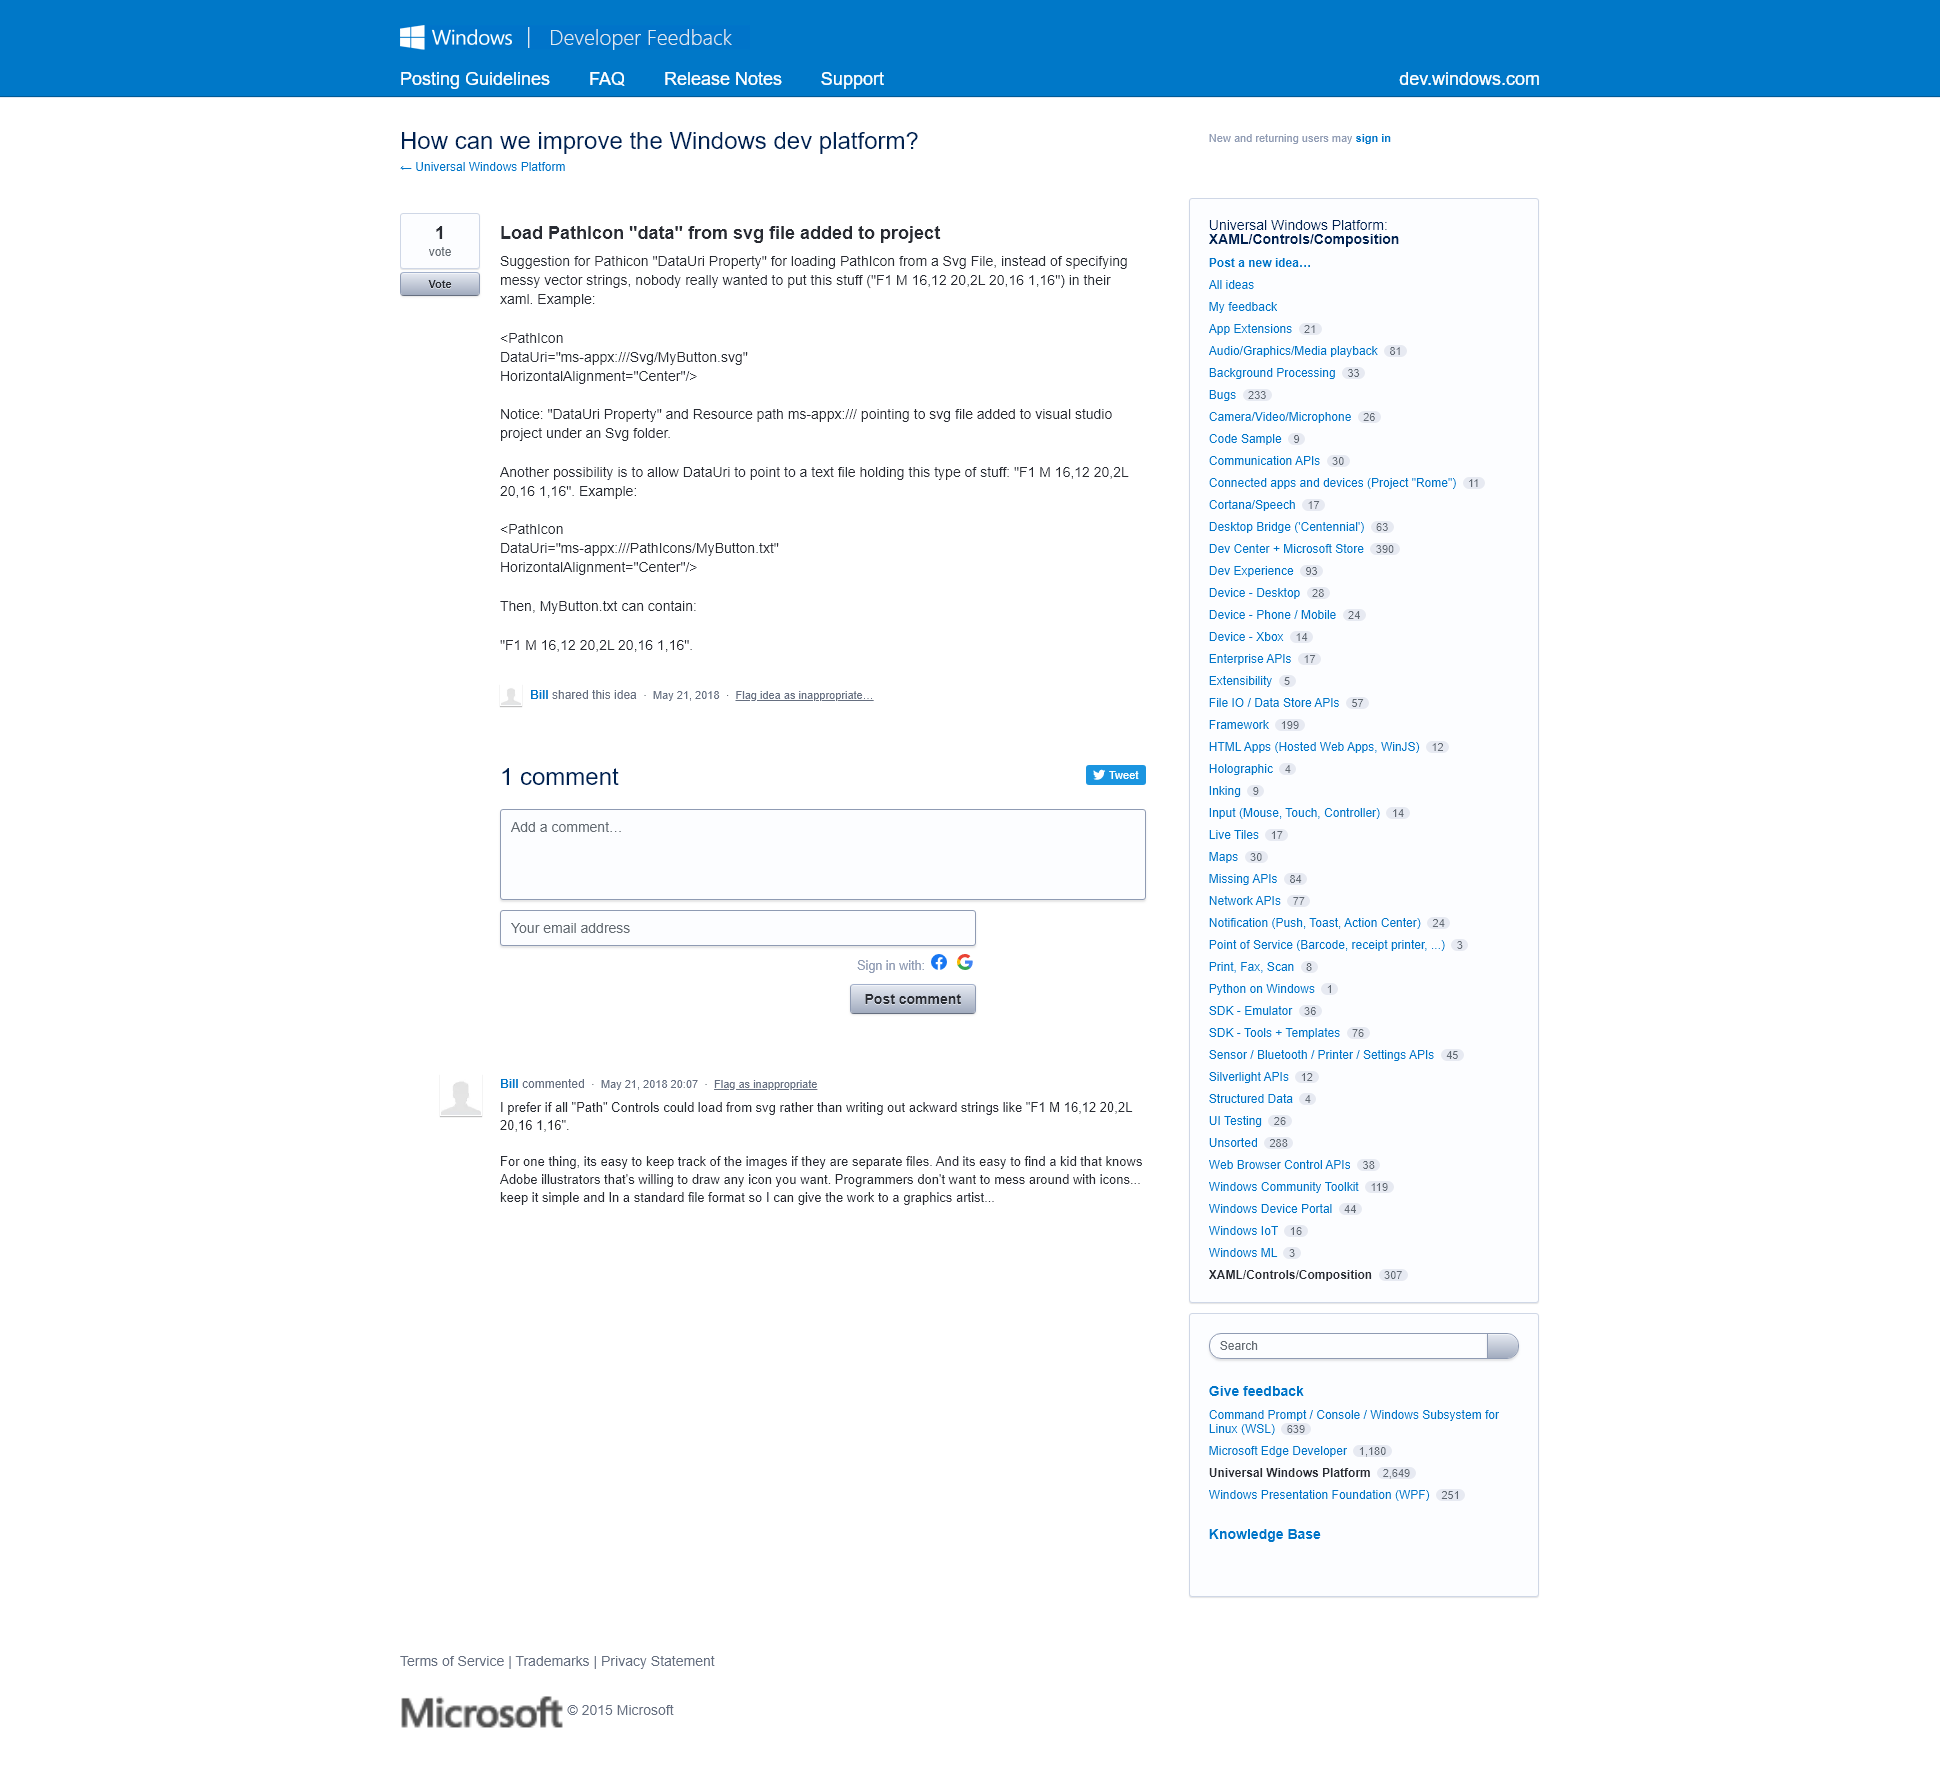 Windows | Developer Feedback
Posting Guidelines FAQ Release Notes Support dev.windows.com
How can we improve the Windows dev platform?
← Universal Windows Platform
New and returning users may sign in
1
vote
Vote
Load PathIcon "data" from svg file added to project
Suggestion for Pathicon "DataUri Property" for loading PathIcon from a Svg File, instead of specifying
messy vector strings, nobody really wanted to put this stuff ("F1 M 16,12 20,2L 20,16 1,16") in their
xaml. Example:
<PathIcon
DataUri="ms-appx:///Svg/MyButton.svg"
HorizontalAlignment="Center"/>
Notice: "DataUri Property" and Resource path ms-appx:/// pointing to svg file added to visual studio
project under an Svg folder.
Another possibility is to allow DataUri to point to a text file holding this type of stuff: "F1 M 16,12 20,2L
20,16 1,16". Example:
<PathIcon
DataUri="ms-appx:///PathIcons/MyButton.txt"
HorizontalAlignment="Center"/>
Then, MyButton.txt can contain:
"F1 M 16,12 20,2L 20,16 1,16".
Bill shared this idea · May 21, 2018 · Flag idea as inappropriate…
1 comment
Tweet
Add a comment…
Your email address
Sign in with:
Post comment
Bill commented · May 21, 2018 20:07 · Flag as inappropriate
I prefer if all "Path" Controls could load from svg rather than writing out ackward strings like "F1 M 16,12 20,2L
20,16 1,16".
For one thing, its easy to keep track of the images if they are separate files. And its easy to find a kid that knows
Adobe illustrators that's willing to draw any icon you want. Programmers don't want to mess around with icons...
keep it simple and In a standard file format so I can give the work to a graphics artist...
Universal Windows Platform:
XAML/Controls/Composition
Post a new idea…
All ideas
My feedback
App Extensions 21
Audio/Graphics/Media playback 81
Background Processing 33
Bugs 233
Camera/Video/Microphone 26
Code Sample 9
Communication APIs 30
Connected apps and devices (Project "Rome") 11
Cortana/Speech 17
Desktop Bridge ('Centennial') 63
Dev Center + Microsoft Store 390
Dev Experience 93
Device - Desktop 28
Device - Phone / Mobile 24
Device - Xbox 14
Enterprise APIs 17
Extensibility 5
File IO / Data Store APIs 57
Framework 199
HTML Apps (Hosted Web Apps, WinJS) 12
Holographic 4
Inking 9
Input (Mouse, Touch, Controller) 14
Live Tiles 17
Maps 30
Missing APIs 84
Network APIs 77
Notification (Push, Toast, Action Center) 24
Point of Service (Barcode, receipt printer, ...) 3
Print, Fax, Scan 8
Python on Windows 1
SDK - Emulator 36
SDK - Tools + Templates 76
Sensor / Bluetooth / Printer / Settings APIs 45
Silverlight APIs 12
Structured Data 4
UI Testing 26
Unsorted 288
Web Browser Control APIs 38
Windows Community Toolkit 119
Windows Device Portal 44
Windows IoT 16
Windows ML 3
XAML/Controls/Composition 307
Search
Give feedback
Command Prompt / Console / Windows Subsystem for
Linux (WSL) 639
Microsoft Edge Developer 1,180
Universal Windows Platform 2,649
Windows Presentation Foundation (WPF) 251
Knowledge Base
Terms of Service | Trademarks | Privacy Statement
Microsoft © 2015 Microsoft